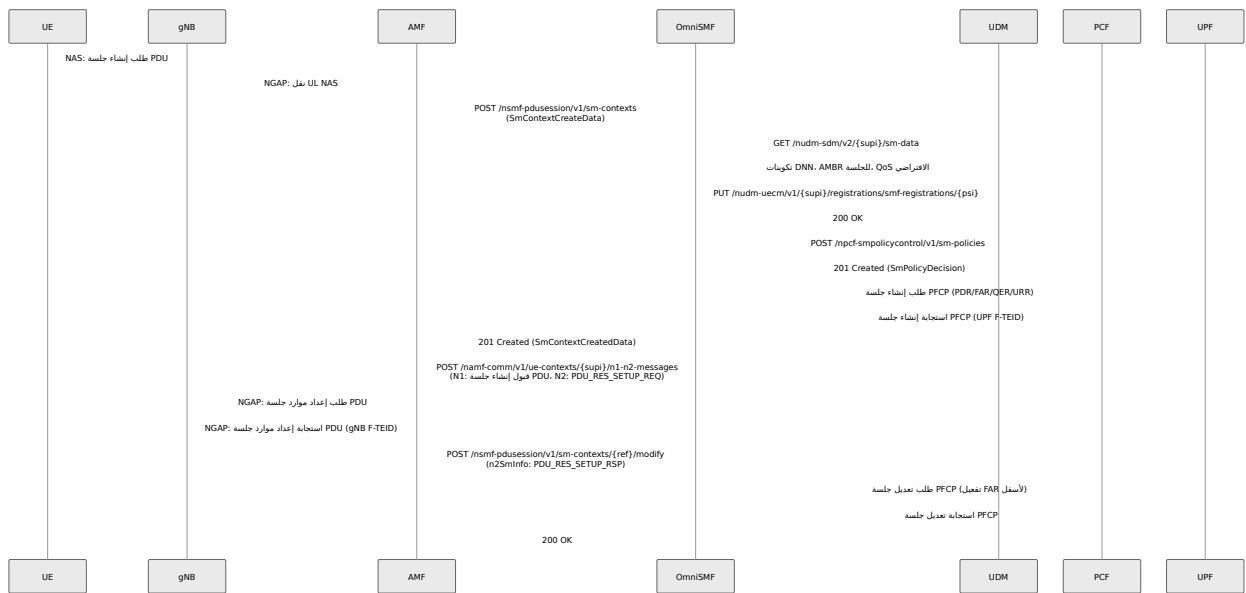 UE
gNB
AMF
OmniSMF
UDM
PCF
UPF
NAS: طلب إنشاء جلسة PDU
NGAP: نقل UL NAS
POST /nsmf-pdusession/v1/sm-contexts
(SmContextCreateData)
GET /nudm-sdm/v2/{supi}/sm-data
تكوينات DNN، AMBR للجلسة، QoS الافتراضي
PUT /nudm-uecm/v1/{supi}/registrations/smf-registrations/{psi}
200 OK
POST /npcf-smpolicycontrol/v1/sm-policies
201 Created (SmPolicyDecision)
طلب إنشاء جلسة PFCP (PDR/FAR/QER/URR)
استجابة إنشاء جلسة PFCP (UPF F-TEID)
201 Created (SmContextCreatedData)
POST /namf-comm/v1/ue-contexts/{supi}/n1-n2-messages
(N1: قبول إنشاء جلسة PDU، N2: PDU_RES_SETUP_REQ)
NGAP: طلب إعداد موارد جلسة PDU
NGAP: استجابة إعداد موارد جلسة PDU (gNB F-TEID)
POST /nsmf-pdusession/v1/sm-contexts/{ref}/modify
(n2SmInfo: PDU_RES_SETUP_RSP)
طلب تعديل جلسة PFCP (تفعيل FAR لأسفل)
استجابة تعديل جلسة PFCP
200 OK
UE
gNB
AMF
OmniSMF
UDM
PCF
UPF